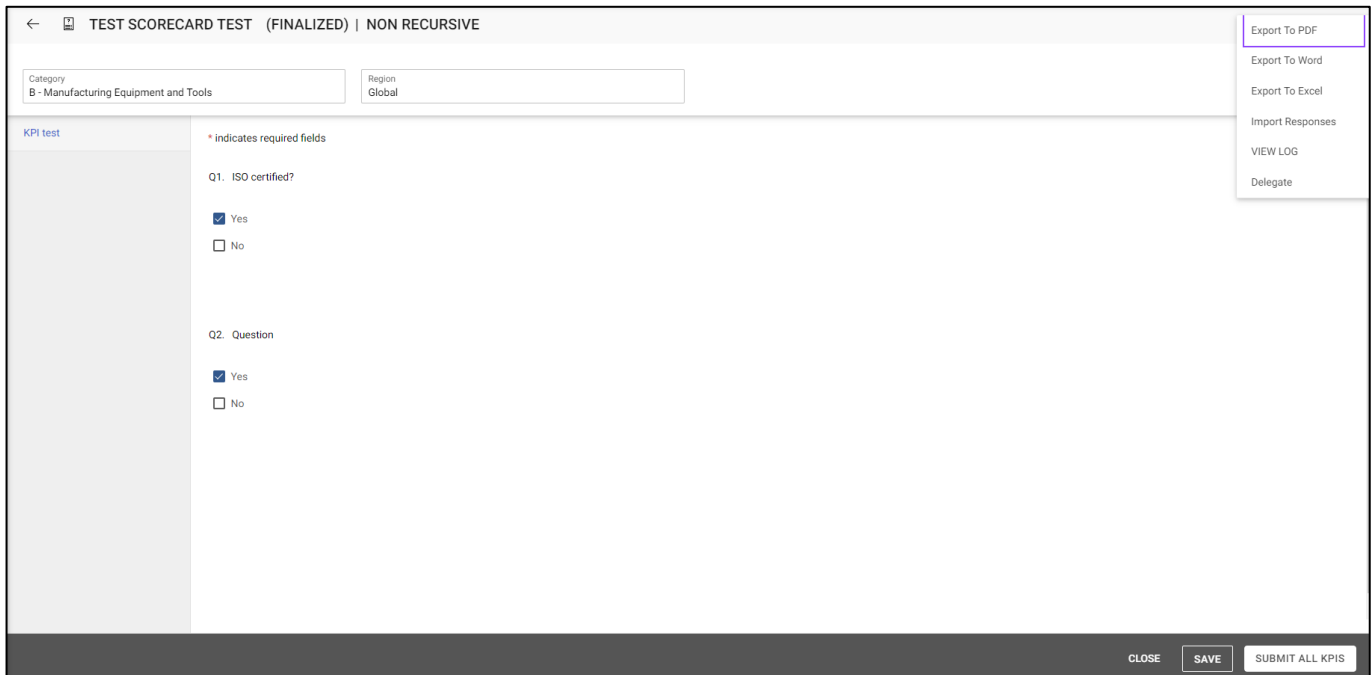 TEST SCORECARD TEST (FINALIZED) | NON RECURSIVE
Export To PDF
Export To Word
Export To Excel
Import Responses
VIEW LOG
Delegate
Category
B - Manufacturing Equipment and Tools
Region
Global
KPI test
* indicates required fields
Q1. ISO certified?
Yes
No
Q2. Question
Yes
No
CLOSE SAVE SUBMIT ALL KPIS